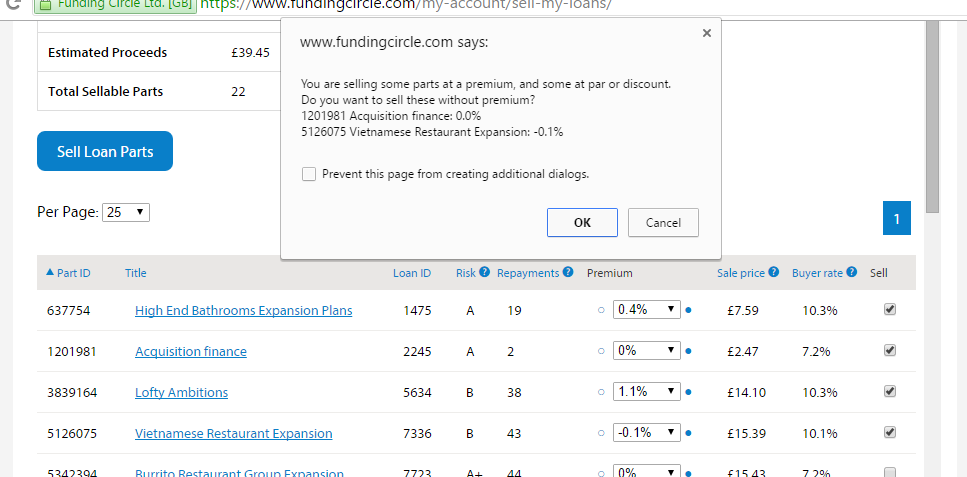 Funding Circle Ltd. [GB] https://www.fundingcircle.com/my-account/sell-my-loans/
Estimated Proceeds £39.45
Total Sellable Parts 22
Sell Loan Parts
www.fundingcircle.com says:
You are selling some parts at a premium, and some at par or discount.
Do you want to sell these without premium?
1201981 Acquisition finance: 0.0%
5126075 Vietnamese Restaurant Expansion: -0.1%
Prevent this page from creating additional dialogs.
OK Cancel
Per Page: 25 1
Part ID Title Loan ID Risk ? Repayments ? Premium Sale price ? Buyer rate ? Sell
637754 High End Bathrooms Expansion Plans 1475 A 19 0.4% £7.59 10.3%
1201981 Acquisition finance 2245 A 2 0% £2.47 7.2%
3839164 Lofty Ambitions 5634 B 38 1.1% £14.10 10.3%
5126075 Vietnamese Restaurant Expansion 7336 B 43 -0.1% £15.39 10.1%
5342394 Burrito Restaurant Group Expansion 7723 A+ 44 0% £15.43 7.2%